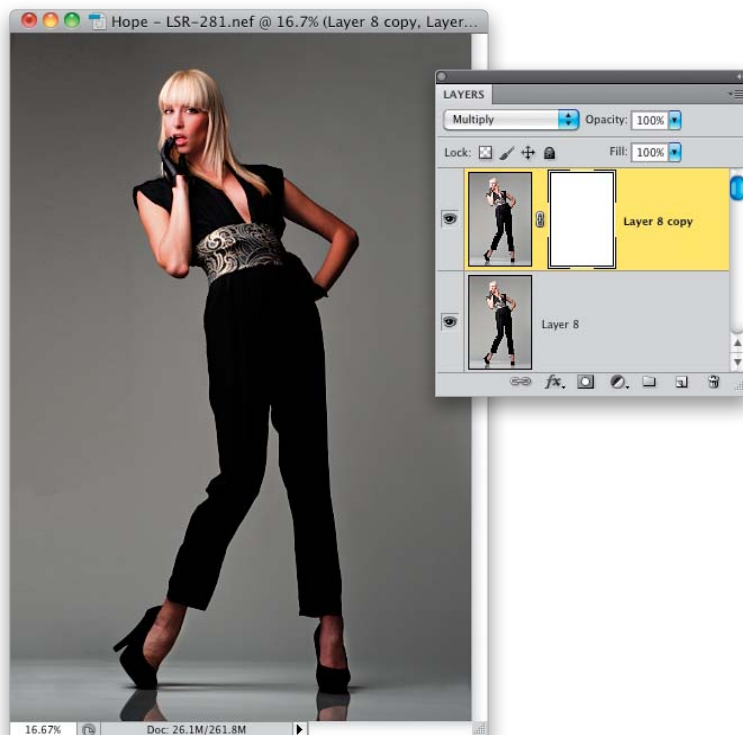 Hope – LSR-281.nef @ 16.7% (Layer 8 copy, Layer...
LAYERS
Multiply
Opacity: 100%
Lock:
Fill: 100%
Layer 8 copy
Layer 8
fx
16.67%
Doc: 26.1M/261.8M